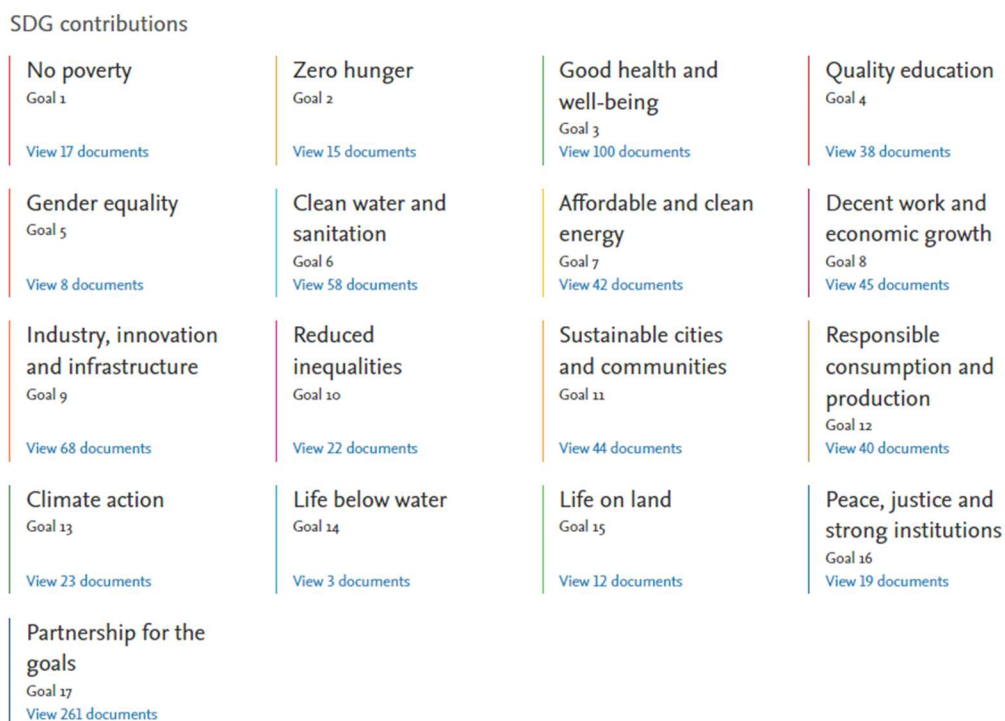 SDG contributions
No poverty
Goal 1
View 17 documents
Zero hunger
Goal 2
View 15 documents
Good health and
well-being
Goal 3
View 100 documents
Quality education
Goal 4
View 38 documents
Gender equality
Goal 5
View 8 documents
Clean water and
sanitation
Goal 6
View 58 documents
Affordable and clean
energy
Goal 7
View 42 documents
Decent work and
economic growth
Goal 8
View 45 documents
Industry, innovation
and infrastructure
Goal 9
View 68 documents
Reduced
inequalities
Goal 10
View 22 documents
Sustainable cities
and communities
Goal 11
View 44 documents
Responsible
consumption and
production
Goal 12
View 40 documents
Climate action
Goal 13
View 23 documents
Life below water
Goal 14
View 3 documents
Life on land
Goal 15
View 12 documents
Peace, justice and
strong institutions
Goal 16
View 19 documents
Partnership for the
goals
Goal 17
View 261 documents